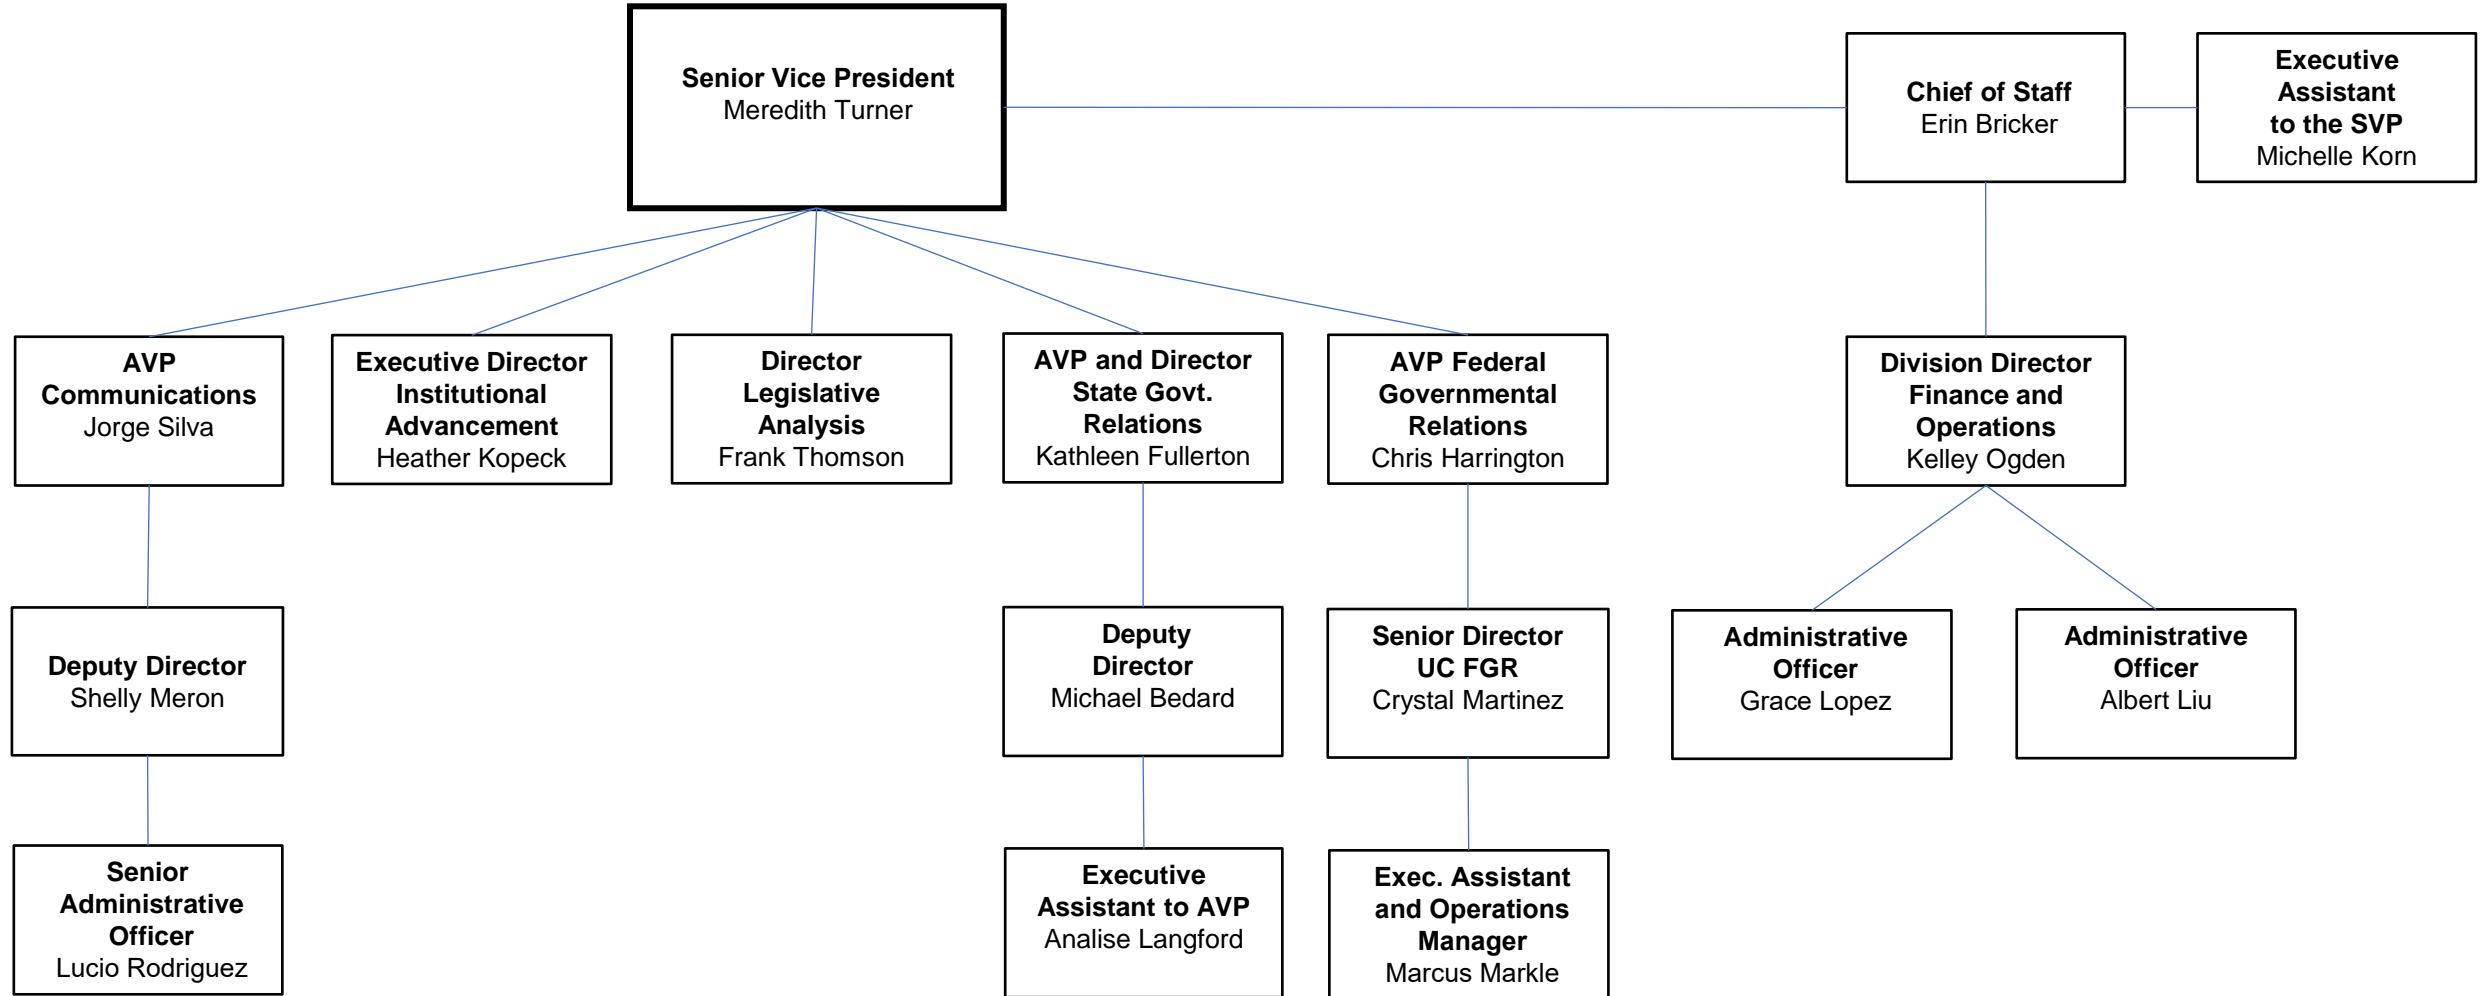 Senior Vice President
Meredith Turner
Chief of Staff
Erin Bricker
Executive
Assistant
to the SVP
Michelle Korn
AVP
Communications
Jorge Silva
Executive Director
Institutional
Advancement
Heather Kopeck
Director
Legislative
Analysis
Frank Thomson
AVP and Director
State Govt.
Relations
Kathleen Fullerton
AVP Federal
Governmental
Relations
Chris Harrington
Division Director
Finance and
Operations
Kelley Ogden
Deputy Director
Shelly Meron
Deputy
Director
Michael Bedard
Senior Director
UC FGR
Crystal Martinez
Administrative
Officer
Grace Lopez
Administrative
Officer
Albert Liu
Senior
Administrative
Officer
Lucio Rodriguez
Executive
Assistant to AVP
Analise Langford
Exec. Assistant
and Operations
Manager
Marcus Markle